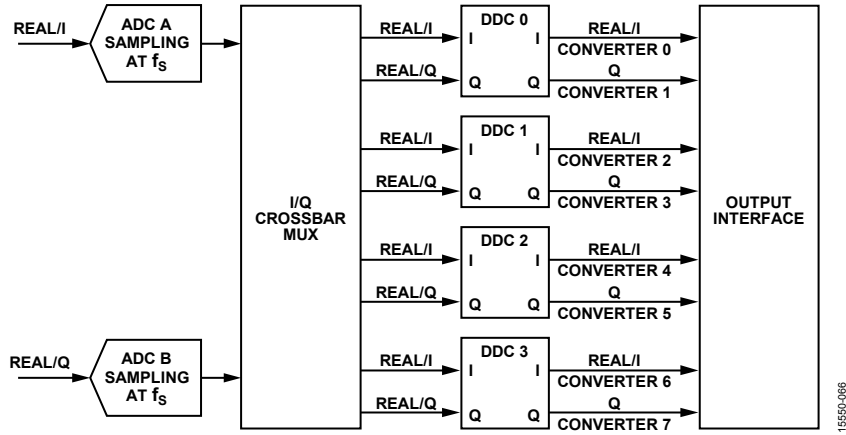 REAL/I
ADC A
SAMPLING
AT fS
REAL/Q
ADC B
SAMPLING
AT fS
I/Q
CROSSBAR
MUX
REAL/I
REAL/Q
DDC 0
I I
Q Q
REAL/I
CONVERTER 0
Q
CONVERTER 1
REAL/I
REAL/Q
DDC 1
I I
Q Q
REAL/I
CONVERTER 2
Q
CONVERTER 3
REAL/I
REAL/Q
DDC 2
I I
Q Q
REAL/I
CONVERTER 4
Q
CONVERTER 5
REAL/I
REAL/Q
DDC 3
I I
Q Q
REAL/I
CONVERTER 6
Q
CONVERTER 7
OUTPUT
INTERFACE
15550-066